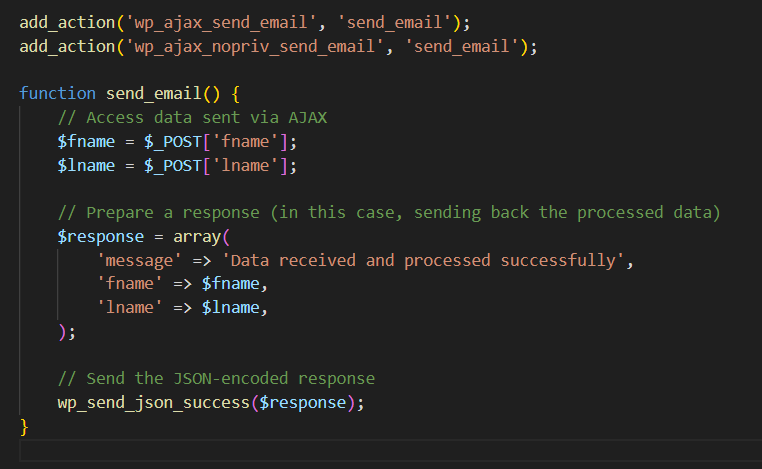 add_action('wp_ajax_send_email', 'send_email');
add_action('wp_ajax_nopriv_send_email', 'send_email');
function send_email() {
// Access data sent via AJAX
$fname = $_POST['fname'];
$lname = $_POST['lname'];
// Prepare a response (in this case, sending back the processed data)
$response = array(
'message' => 'Data received and processed successfully',
'fname' => $fname,
'lname' => $lname,
);
// Send the JSON-encoded response
wp_send_json_success($response);
}